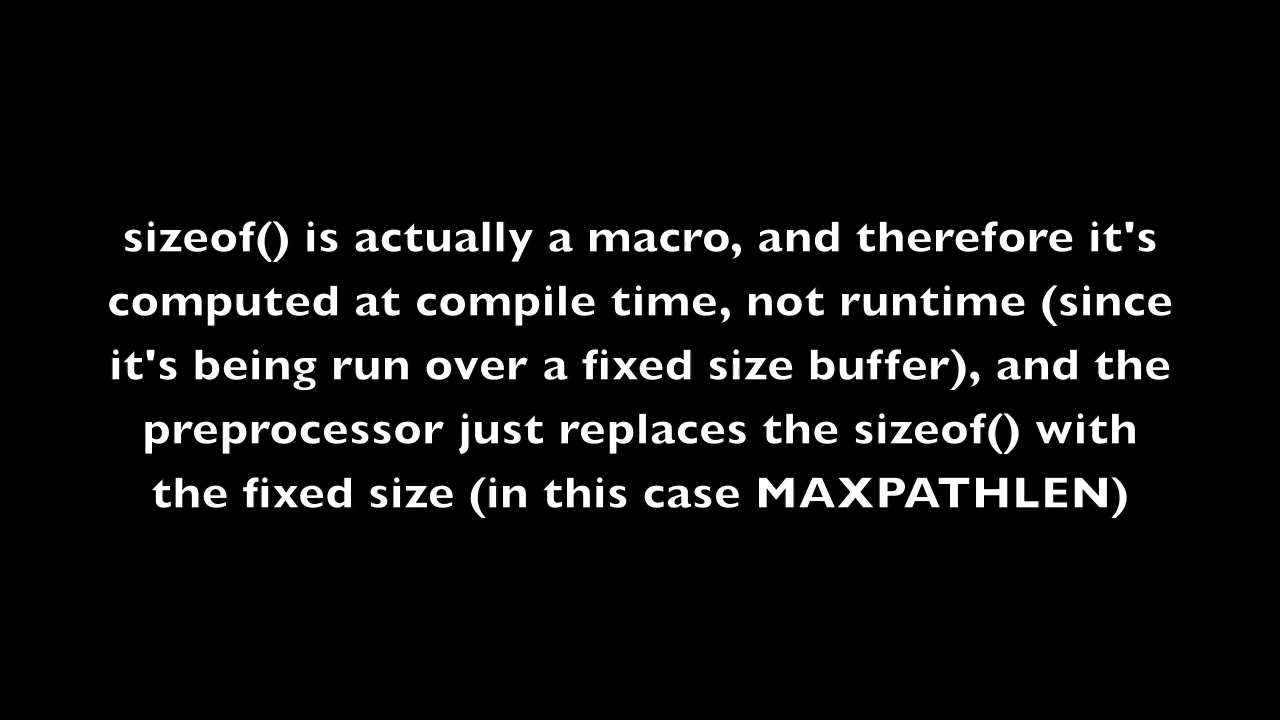 sizeof() is actually a macro, and therefore it's
computed at compile time, not runtime (since
it's being run over a fixed size buffer), and the
preprocessor just replaces the sizeof() with
the fixed size (in this case MAXPATHLEN)